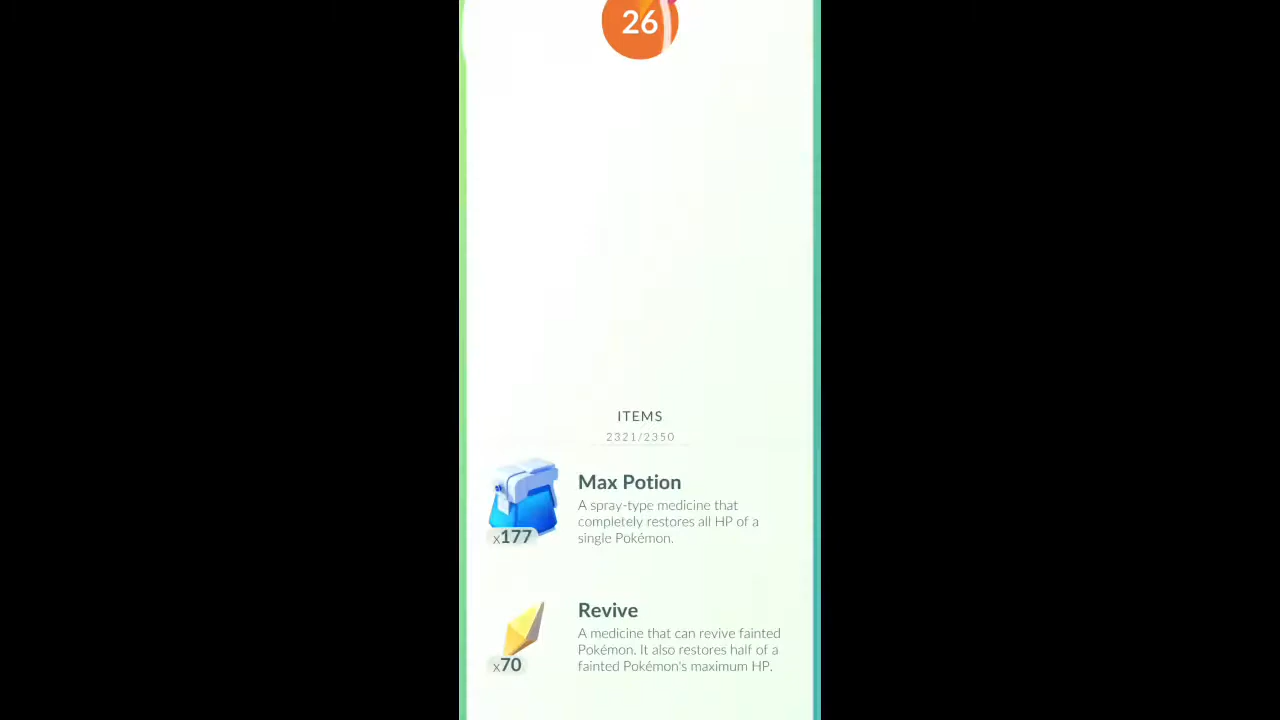 26
ITEMS
2321/2350
Max Potion
A spray-type medicine that
completely restores all HP of a
single Pokémon.
x177
Revive
A medicine that can revive fainted
Pokémon. It also restores half of a
fainted Pokémon's maximum HP.
x70